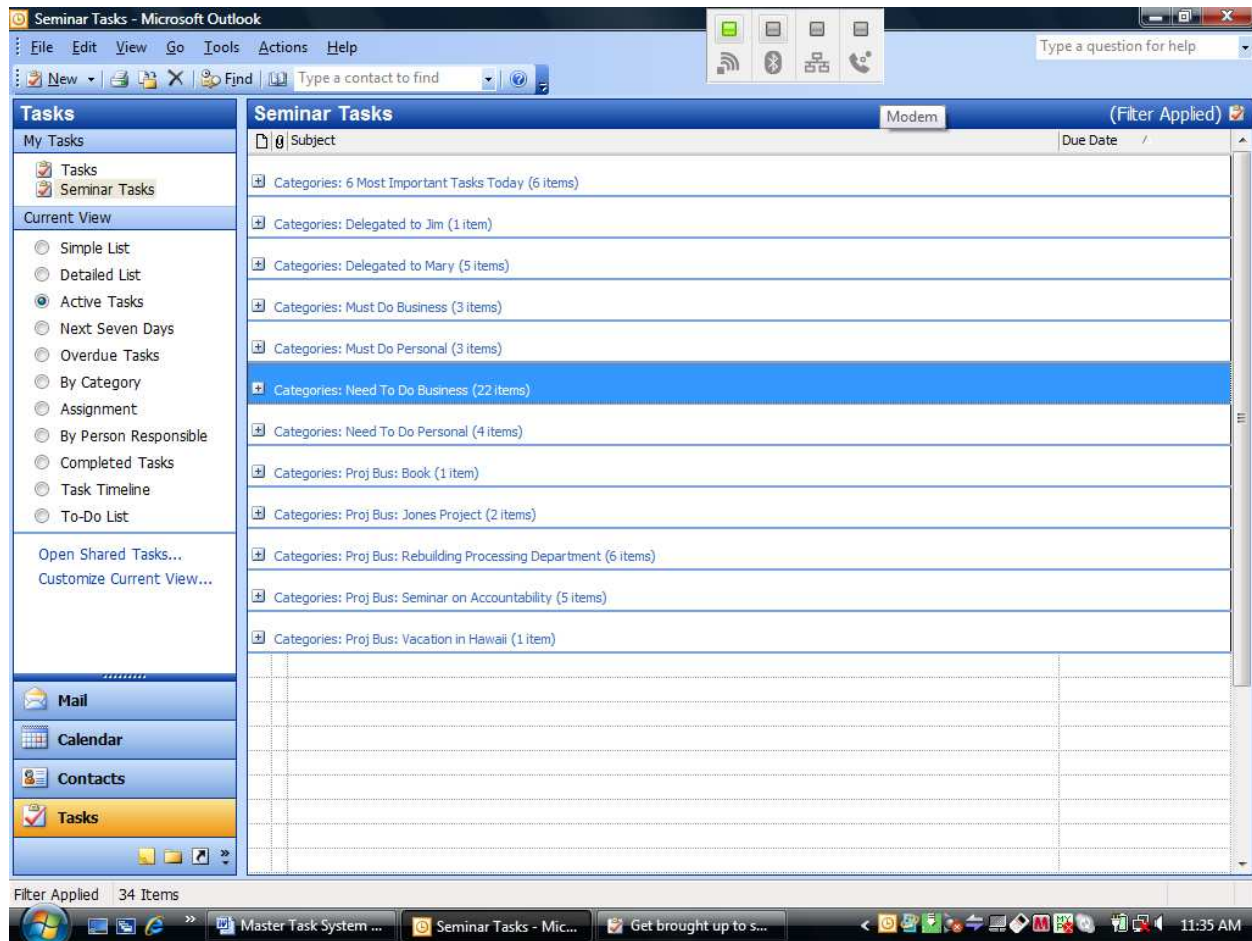 Seminar Tasks - Microsoft Outlook
File Edit View Go Tools Actions Help
Type a question for help
New Find Type a contact to find
Tasks
My Tasks
Tasks
Seminar Tasks
Current View
Simple List
Detailed List
Active Tasks
Next Seven Days
Overdue Tasks
By Category
Assignment
By Person Responsible
Completed Tasks
Task Timeline
To-Do List
Open Shared Tasks...
Customize Current View...
Mail
Calendar
Contacts
Tasks
Seminar Tasks Modem (Filter Applied)
Subject Due Date
Categories: 6 Most Important Tasks Today (6 items)
Categories: Delegated to Jim (1 item)
Categories: Delegated to Mary (5 items)
Categories: Must Do Business (3 items)
Categories: Must Do Personal (3 items)
Categories: Need To Do Business (22 items)
Categories: Need To Do Personal (4 items)
Categories: Proj Bus: Book (1 item)
Categories: Proj Bus: Jones Project (2 items)
Categories: Proj Bus: Rebuilding Processing Department (6 items)
Categories: Proj Bus: Seminar on Accountability (5 items)
Categories: Proj Bus: Vacation in Hawaii (1 item)
Filter Applied 34 Items
Master Task System ... Seminar Tasks - Mic... Get brought up to s... 11:35 AM